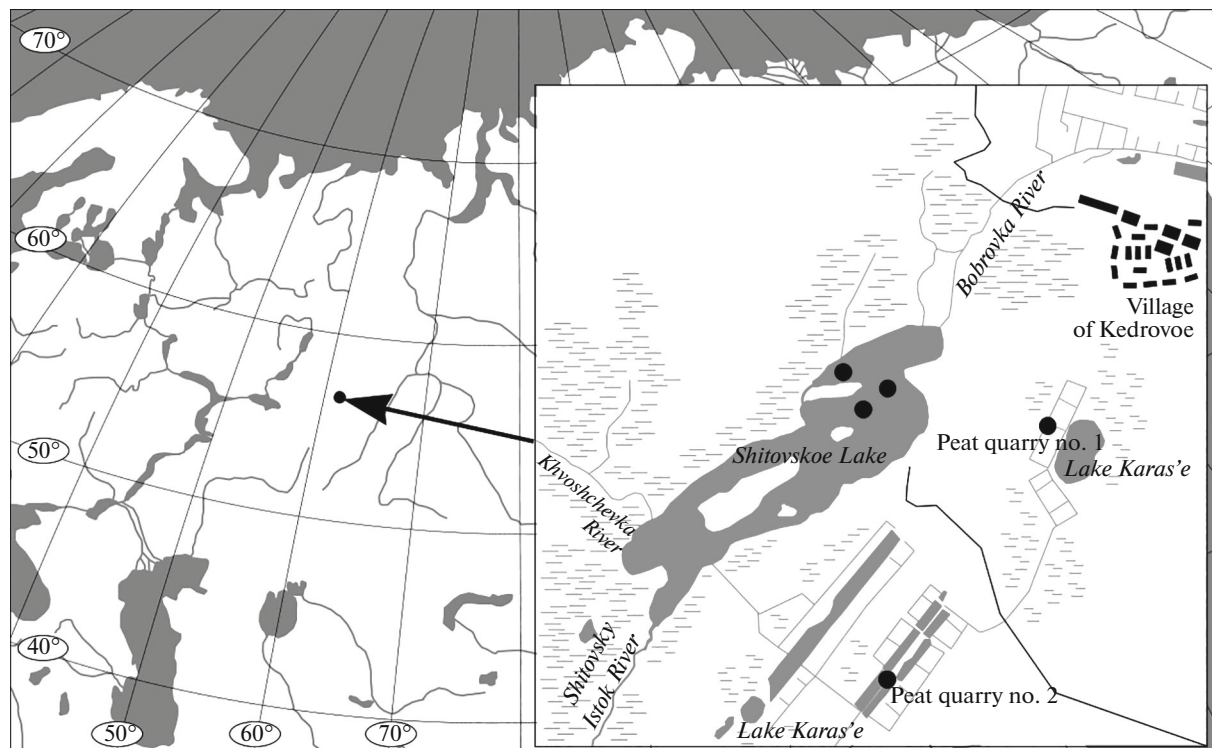 70°
60°
50°
40°
50°
60°
70°
Bobrovka River
Village
of Kedrovoe
Peat quarry no. 1
Lake Karas’e
Shitovskoe Lake
Khvoshchevka
River
Shitovsky
Istok River
Peat quarry no. 2
Lake Karas’e